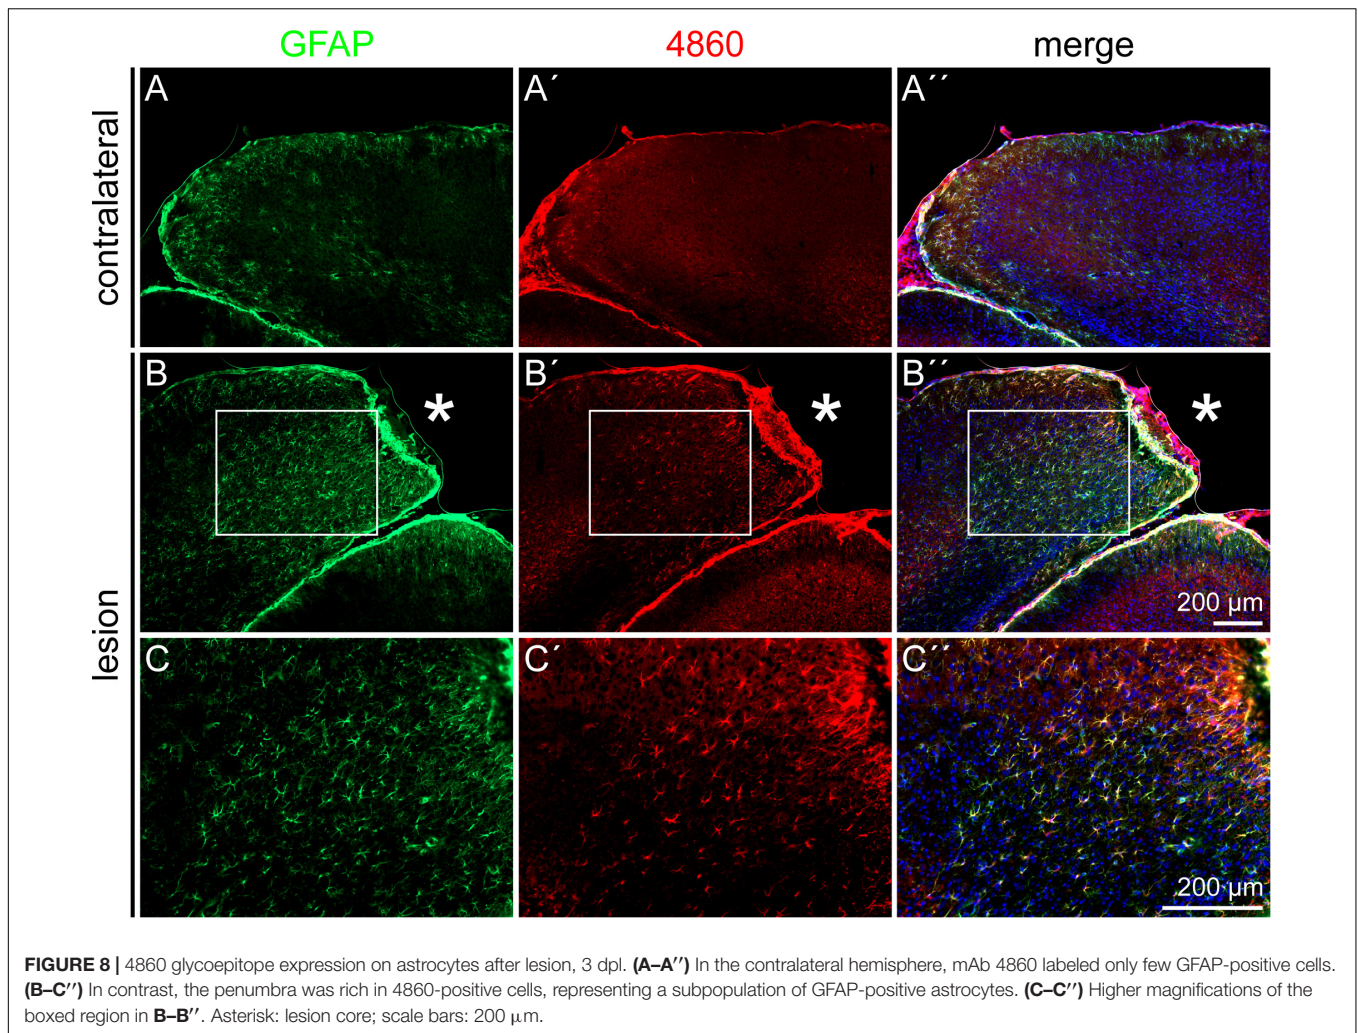 GFAP 4860 merge
contralateral
A A´ A´´
lesion
B * B´ * B´´ *
200 µm
C C´ C´´
200 µm
FIGURE 8 | 4860 glycoepitope expression on astrocytes after lesion, 3 dpl. (A–A′′) In the contralateral hemisphere, mAb 4860 labeled only few GFAP-positive cells.
(B–C′′) In contrast, the penumbra was rich in 4860-positive cells, representing a subpopulation of GFAP-positive astrocytes. (C–C′′) Higher magnifications of the
boxed region in B–B′′. Asterisk: lesion core; scale bars: 200 µm.